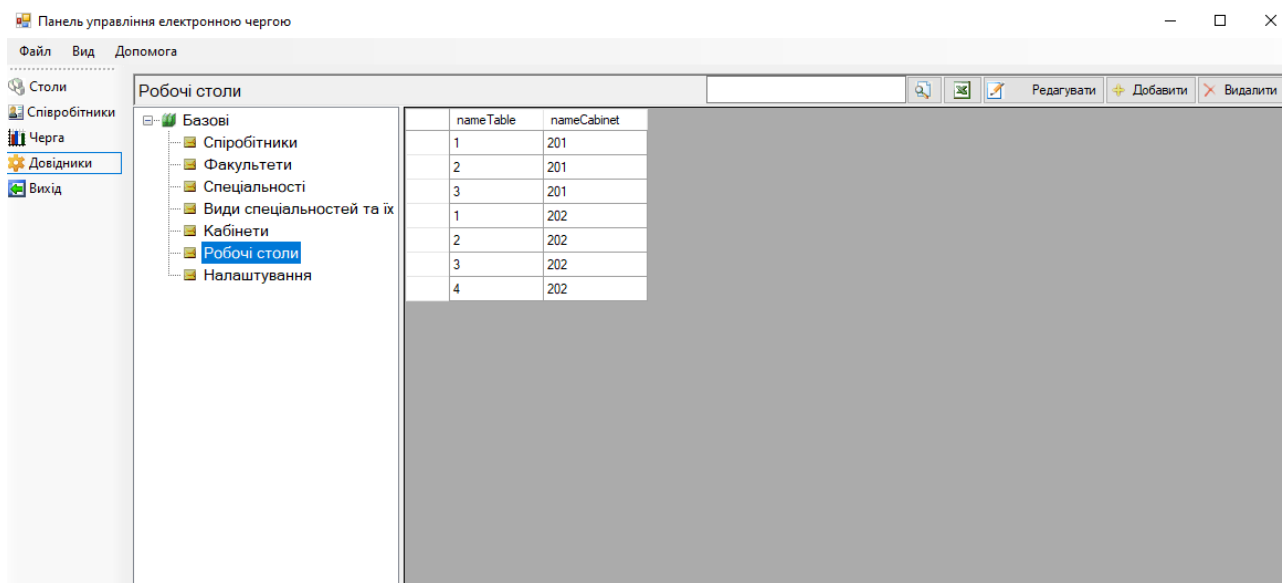 Панель управління електронною чергою
Файл Вид Допомога
Столи
Співробітники
Черга
Довідники
Вихід
Робочі столи
Редагувати Добавити Видалити
Базові
Спіробітники
Факультети
Спеціальності
Види спеціальностей та їх
Кабінети
Робочі столи
Налаштування
nameTable nameCabinet
1 201
2 201
3 201
1 202
2 202
3 202
4 202